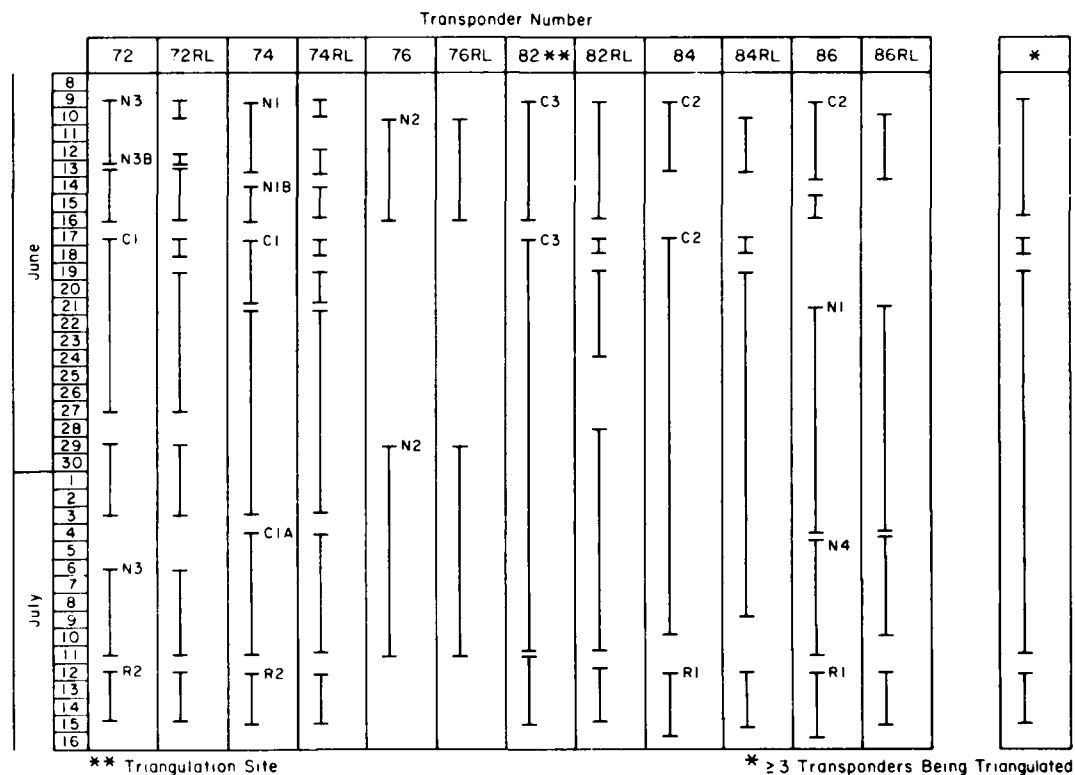 Transponder Number
72 72RL 74 74RL 76 76RL 82** 82RL 84 84RL 86 86RL *
June
8
9 N3 N1 C3 C2 C2
10 N2
11
12 N3B
13
14 N1B
15
16
17 C1 C1 C3 C2
18
19
20
21 N1
22
23
24
25
26
27
28
29 N2
30
July
1
2
3
4 C1A
5 N4
6 N3
7
8
9
10
11
12 R2 R2 R1 R1
13
14
15
16
** Triangulation Site * ≥3 Transponders Being Triangulated